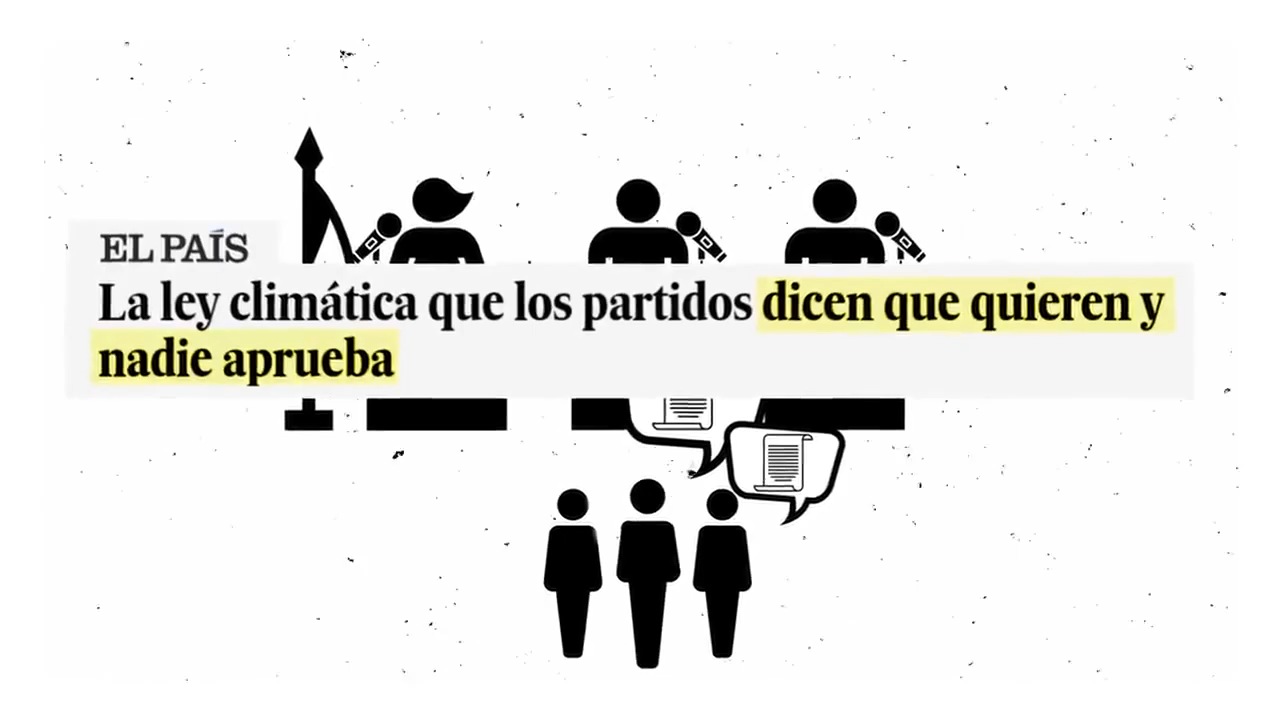 EL PAÍS
La ley climática que los partidos dicen que quieren y
nadie aprueba